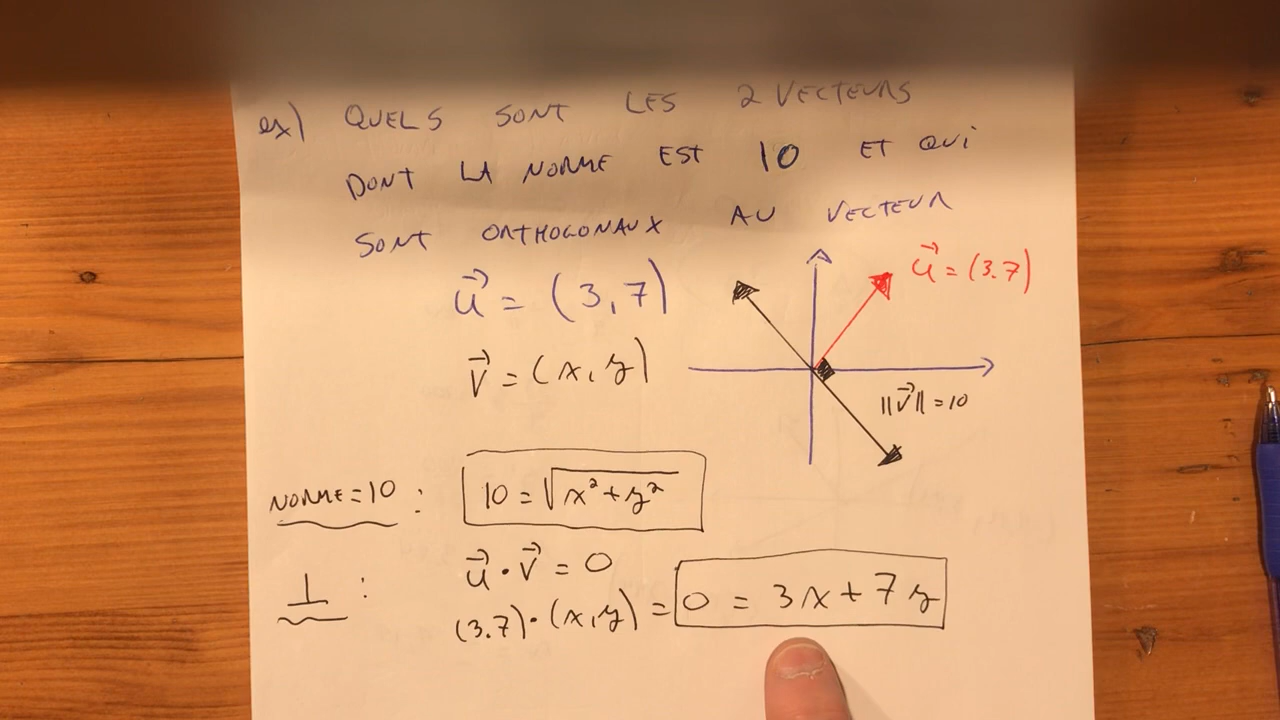 ex) QUELS SONT LES 2 VECTEURS
DONT LA NORME EST 10 ET QUI
SONT ORTHOGONAUX AU VECTEUR
u⃗ = (3,7)
u⃗ = (3.7)
v⃗ = (x,y)
||v⃗|| = 10
NORME=10 : 10 = √x²+y²
⊥ : u⃗ · v⃗ = 0
(3.7)·(x,y) = 0 = 3x+7y